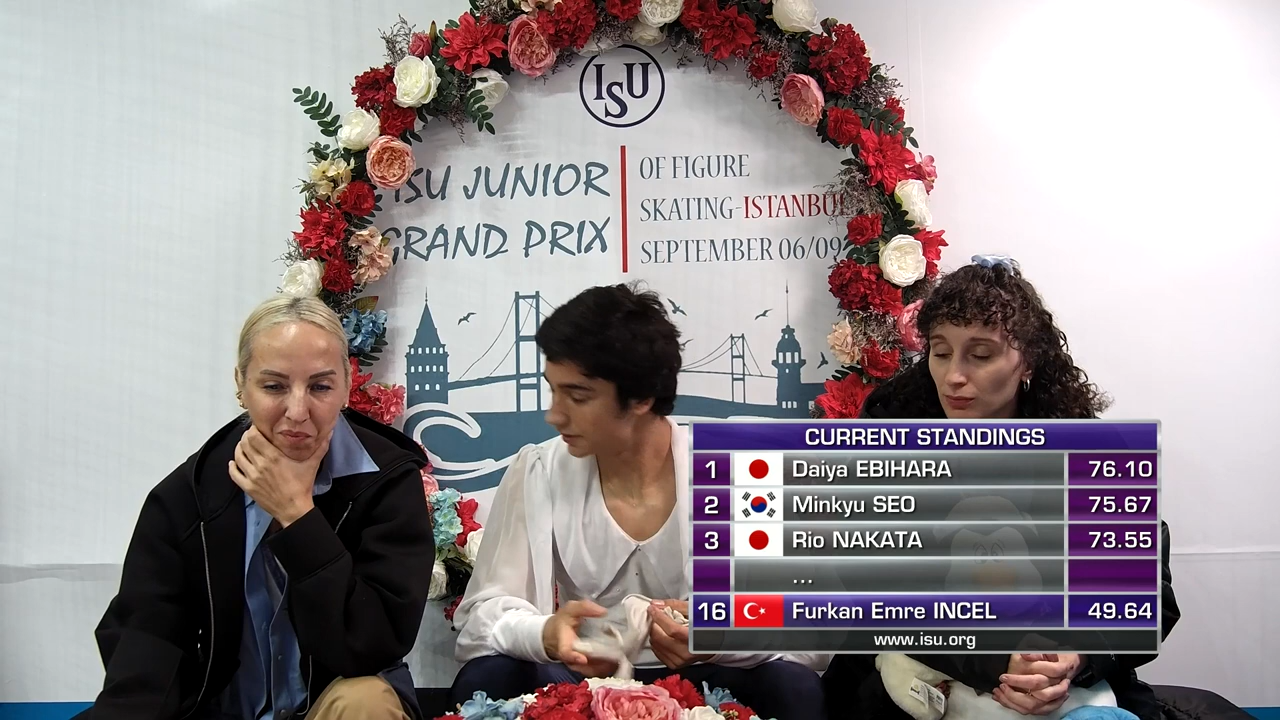 ISU
ISU JUNIOR
GRAND PRIX
OF FIGURE
SKATING-ISTANBUL
SEPTEMBER 06/09
CURRENT STANDINGS
1 Daiya EBIHARA 76.10
2 Minkyu SEO 75.67
3 Rio NAKATA 73.55
...
16 Furkan Emre INCEL 49.64
www.isu.org